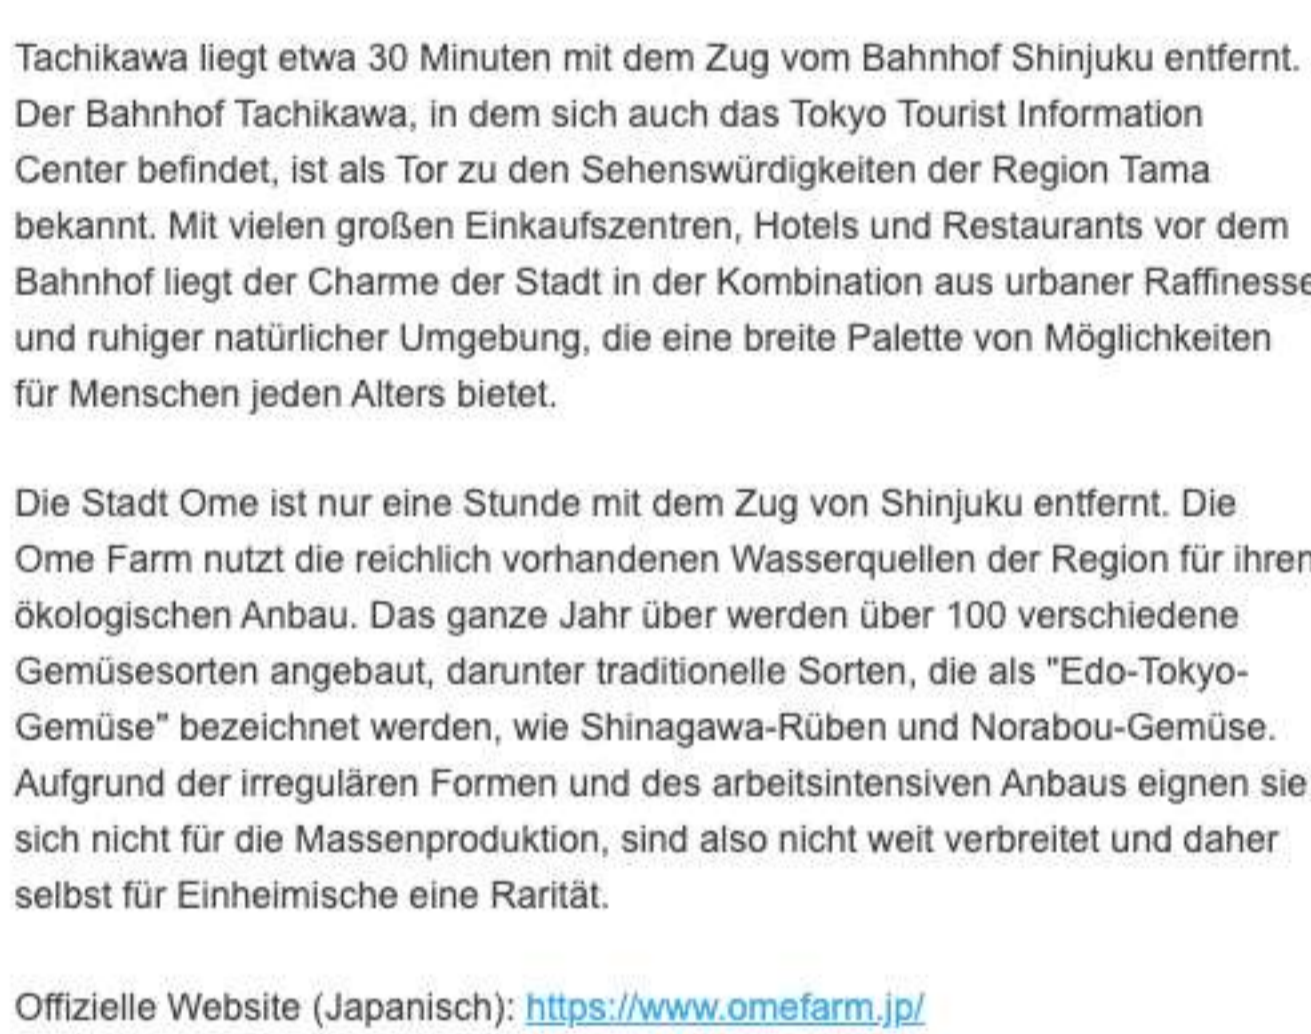 Tachikawa liegt etwa 30 Minuten mit dem Zug vom Bahnhof Shinjuku entfernt.
Der Bahnhof Tachikawa, in dem sich auch das Tokyo Tourist Information
Center befindet, ist als Tor zu den Sehenswürdigkeiten der Region Tama
bekannt. Mit vielen großen Einkaufszentren, Hotels und Restaurants vor dem
Bahnhof liegt der Charme der Stadt in der Kombination aus urbaner Raffinesse
und ruhiger natürlicher Umgebung, die eine breite Palette von Möglichkeiten
für Menschen jeden Alters bietet.
Die Stadt Ome ist nur eine Stunde mit dem Zug von Shinjuku entfernt. Die
Ome Farm nutzt die reichlich vorhandenen Wasserquellen der Region für ihren
ökologischen Anbau. Das ganze Jahr über werden über 100 verschiedene
Gemüsesorten angebaut, darunter traditionelle Sorten, die als "Edo-Tokyo-
Gemüse" bezeichnet werden, wie Shinagawa-Rüben und Norabou-Gemüse.
Aufgrund der irregulären Formen und des arbeitsintensiven Anbaus eignen sie
sich nicht für die Massenproduktion, sind also nicht weit verbreitet und daher
selbst für Einheimische eine Rarität.
Offizielle Website (Japanisch): https://www.omefarm.jp/